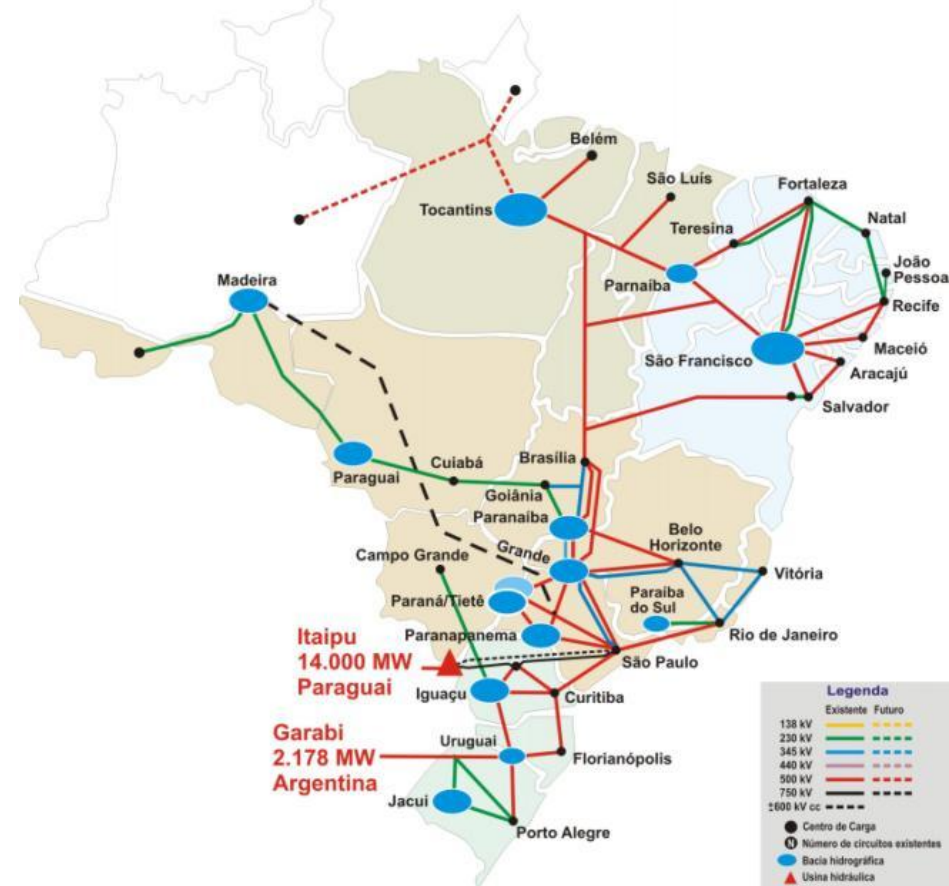 Belém
São Luís
Fortaleza
Tocantins
Teresina
Natal
João
Pessoa
Madeira
Parnaíba
Recife
São Francisco
Maceió
Aracajú
Salvador
Brasília
Cuiabá
Paraguai
Goiânia
Paranaíba
Belo
Horizonte
Campo Grande
Grande
Vitória
Paraíba
do Sul
Paraná/Tietê
Rio de Janeiro
Paranapanema
Itaipu
14.000 MW
Paraguai
São Paulo
Iguaçu
Curitiba
Garabi
2.178 MW
Argentina
Uruguai
Florianópolis
Jacui
Porto Alegre
Legenda
Existente Futuro
138 kV
230 kV
345 kV
440 kV
500 kV
750 kV
±600 kV cc
Centro de Carga
N Número de circuitos existentes
Bacia hidrográfica
Usina hidráulica